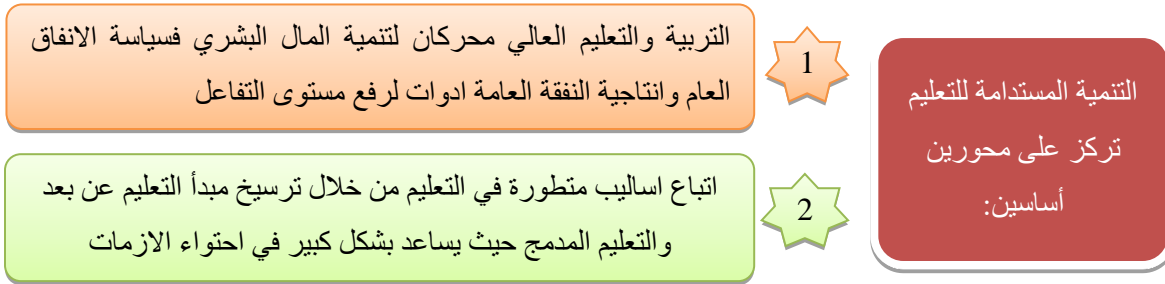 التنمية المستدامة للتعليم
تركز على محورين
أساسين:
1
التربية والتعليم العالي محركان لتنمية المال البشري فسياسة الانفاق
العام وانتاجية النفقة العامة ادوات لرفع مستوى التفاعل
2
اتباع اساليب متطورة في التعليم من خلال ترسيخ مبدأ التعليم عن بعد
والتعليم المدمج حيث يساعد بشكل كبير في احتواء الازمات